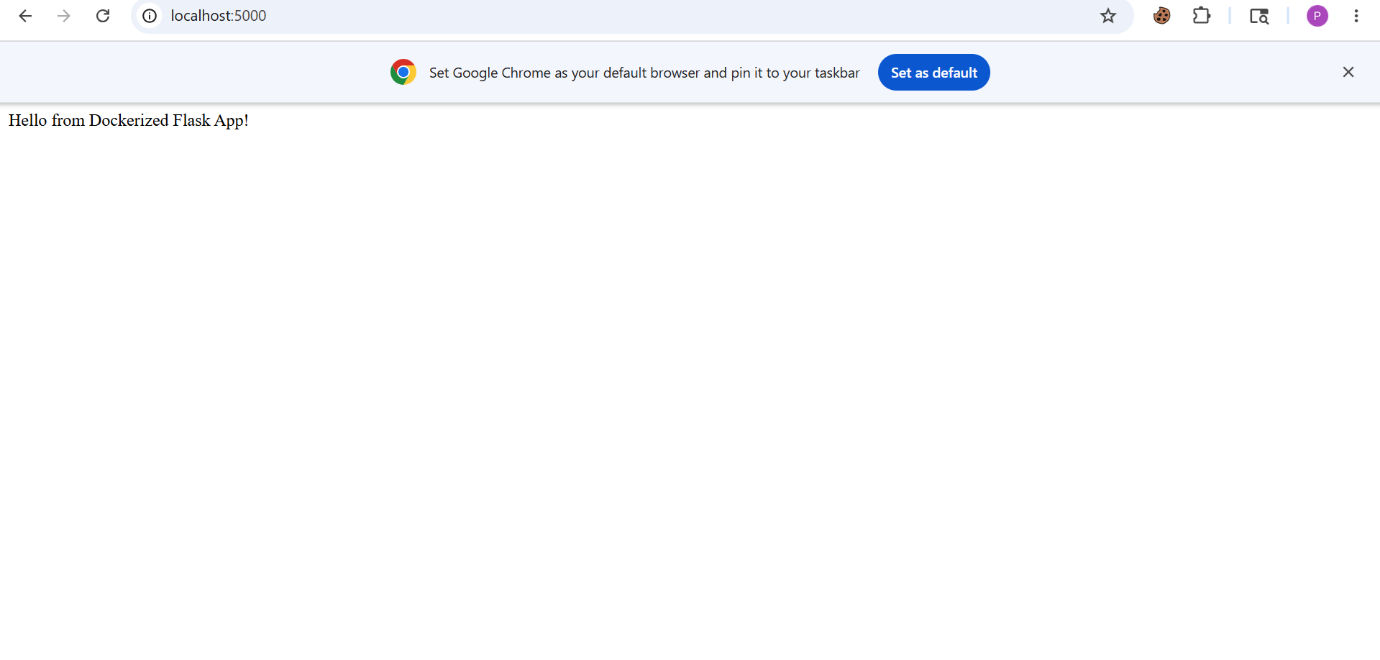 localhost:5000
P
Set Google Chrome as your default browser and pin it to your taskbar
Set as default
Hello from Dockerized Flask App!